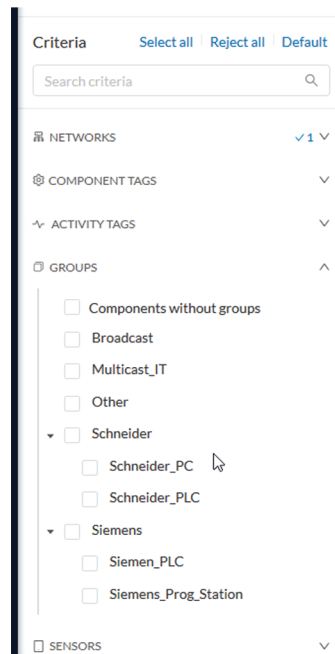 Criteria Select all Reject all Default
Search criteria
NETWORKS 1
COMPONENT TAGS
ACTIVITY TAGS
GROUPS
Components without groups
Broadcast
Multicast_IT
Other
Schneider
Schneider_PC
Schneider_PLC
Siemens
Siemen_PLC
Siemens_Prog_Station
SENSORS